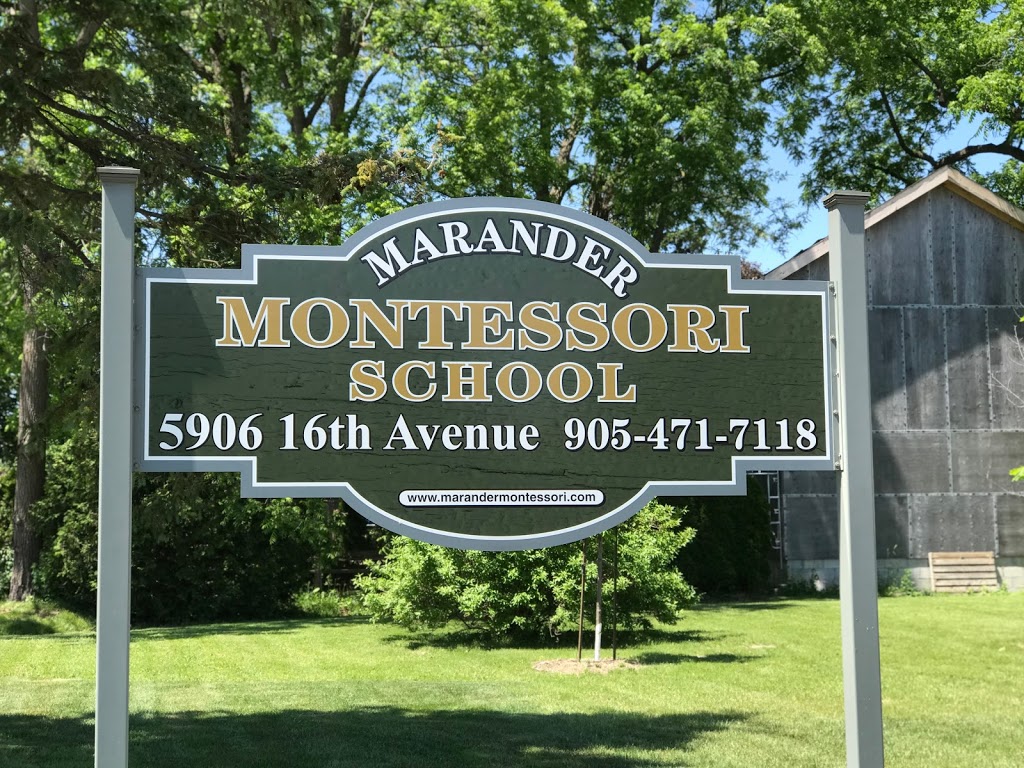 MARANDER
MONTESSORI
SCHOOL
5906 16th Avenue 905-471-7118
www.marandermontessori.com